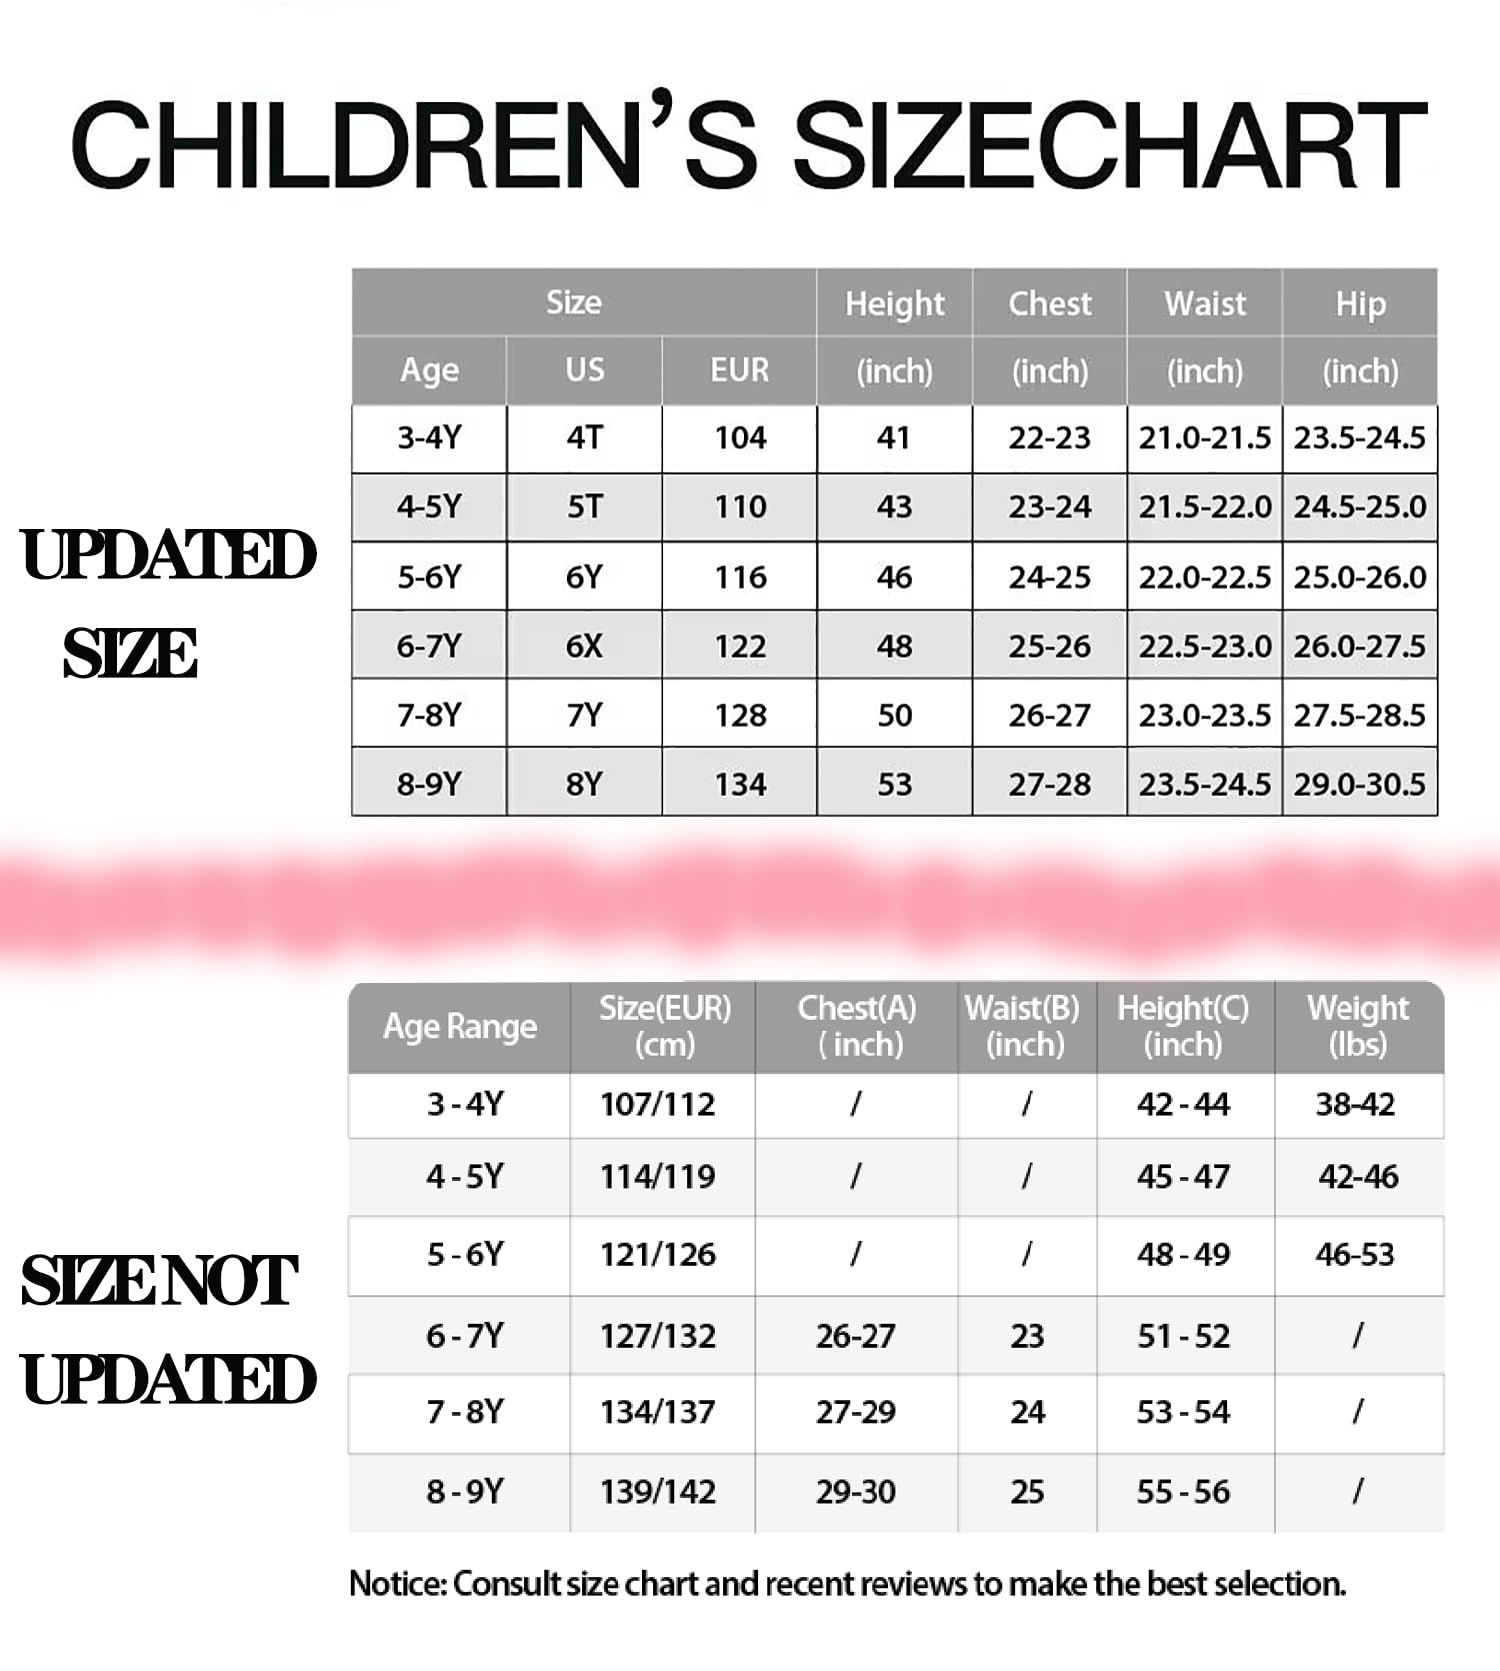 CHILDREN’S SIZECHART
Size Height Chest Waist Hip
Age US EUR (inch) (inch) (inch) (inch)
3-4Y 4T 104 41 22-23 21.0-21.5 23.5-24.5
4-5Y 5T 110 43 23-24 21.5-22.0 24.5-25.0
5-6Y 6Y 116 46 24-25 22.0-22.5 25.0-26.0
6-7Y 6X 122 48 25-26 22.5-23.0 26.0-27.5
7-8Y 7Y 128 50 26-27 23.0-23.5 27.5-28.5
8-9Y 8Y 134 53 27-28 23.5-24.5 29.0-30.5
UPDATED
SIZE
Age Range Size(EUR) Chest(A) Waist(B) Height(C) Weight
(cm) ( inch) (inch) (inch) (lbs)
3 - 4Y 107/112 / / 42 - 44 38-42
4 - 5Y 114/119 / / 45 - 47 42-46
5 - 6Y 121/126 / / 48 - 49 46-53
6 - 7Y 127/132 26-27 23 51 - 52 /
7 - 8Y 134/137 27-29 24 53 - 54 /
8 - 9Y 139/142 29-30 25 55 - 56 /
SIZE NOT
UPDATED
Notice: Consult size chart and recent reviews to make the best selection.